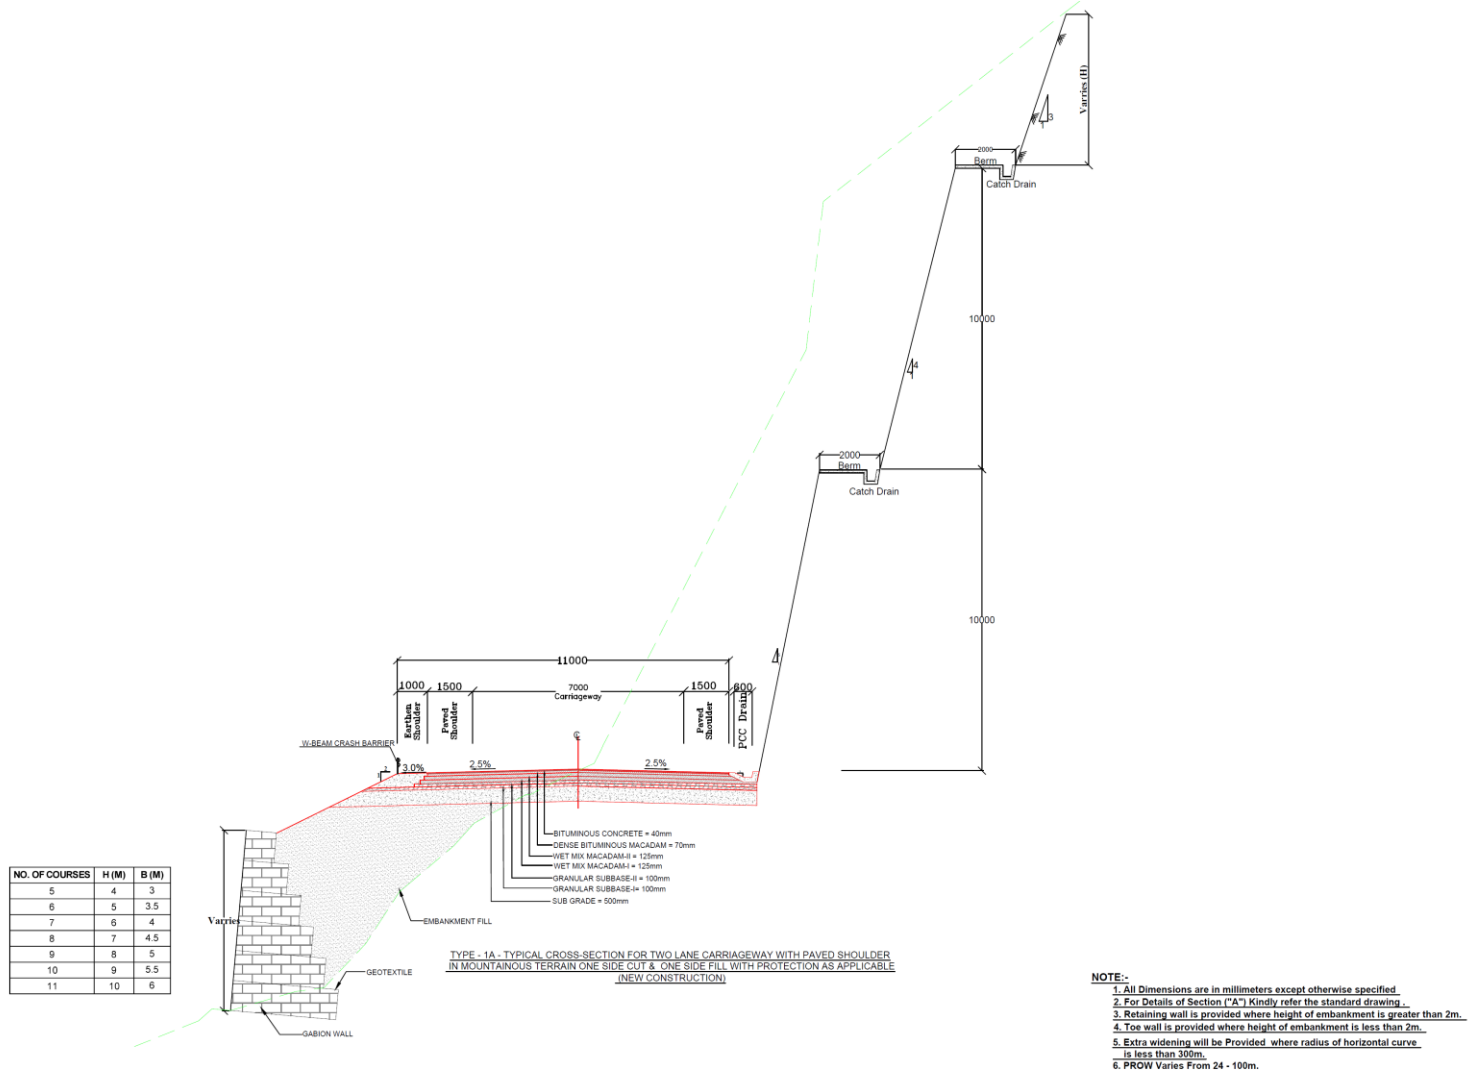 Varries (H)
3
1
2000
Berm
Catch Drain
10000
4
2000
Berm
Catch Drain
10000
4
11000
1000
1500
7000
Carriageway
1500
600
Earthen
Shoulder
Paved
Shoulder
Paved
Shoulder
PCC Drain
W-BEAM CRASH BARRIER
2
3.0%
2.5%
2.5%
BITUMINOUS CONCRETE = 40mm
DENSE BITUMINOUS MACADAM = 70mm
WET MIX MACADAM-II = 125mm
WET MIX MACADAM-I = 125mm
GRANULAR SUBBASE-II = 100mm
GRANULAR SUBBASE-I= 100mm
SUB GRADE = 500mm
Varries
EMBANKMENT FILL
GEOTEXTILE
GABION WALL
NO. OF COURSES H (M) B (M)
5 4 3
6 5 3.5
7 6 4
8 7 4.5
9 8 5
10 9 5.5
11 10 6
TYPE - 1A - TYPICAL CROSS-SECTION FOR TWO LANE CARRIAGEWAY WITH PAVED SHOULDER
IN MOUNTAINOUS TERRAIN ONE SIDE CUT & ONE SIDE FILL WITH PROTECTION AS APPLICABLE
(NEW CONSTRUCTION)
NOTE:-
1. All Dimensions are in millimeters except otherwise specified
2. For Details of Section ("A") Kindly refer the standard drawing .
3. Retaining wall is provided where height of embankment is greater than 2m.
4. Toe wall is provided where height of embankment is less than 2m.
5. Extra widening will be Provided where radius of horizontal curve
is less than 300m.
6. PROW Varies From 24 - 100m.